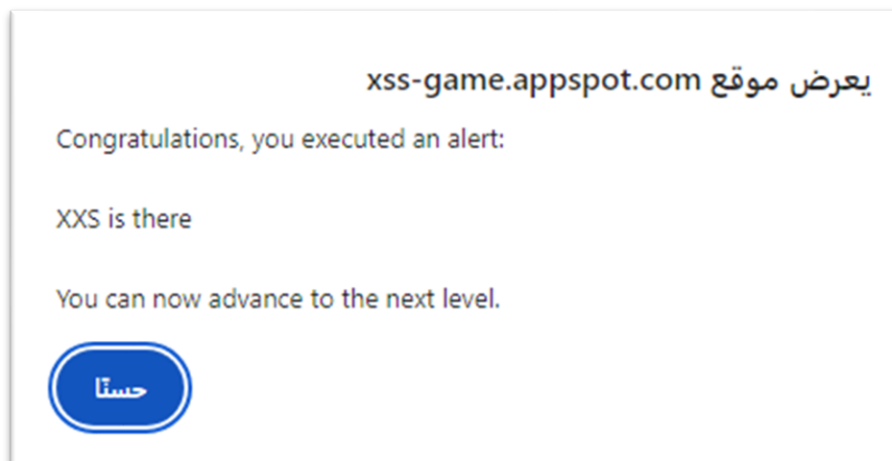 يعرض موقع xss-game.appspot.com
Congratulations, you executed an alert:
XXS is there
You can now advance to the next level.
حسنًا